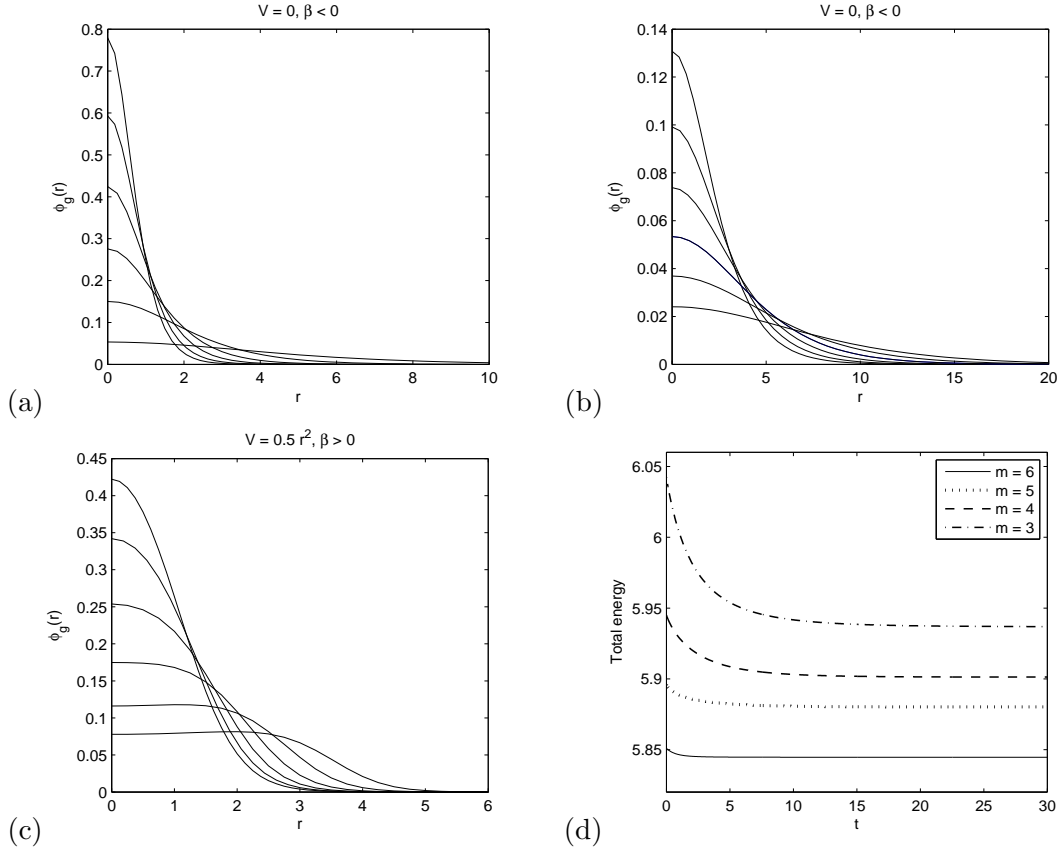 V = 0, β < 0
0.8
0.7
0.6
0.5
0.4
0.3
0.2
0.1
0
ϕg(r)
0 2 4 6 8 10
r
(a)
V = 0, β < 0
0.14
0.12
0.1
0.08
0.06
0.04
0.02
0
ϕg(r)
0 5 10 15 20
r
(b)
V = 0.5 r², β > 0
0.45
0.4
0.35
0.3
0.25
0.2
0.15
0.1
0.05
0
ϕg(r)
0 1 2 3 4 5 6
r
(c)
6.05
6
5.95
5.9
5.85
Total energy
m = 6
m = 5
m = 4
m = 3
0 5 10 15 20 25 30
t
(d)